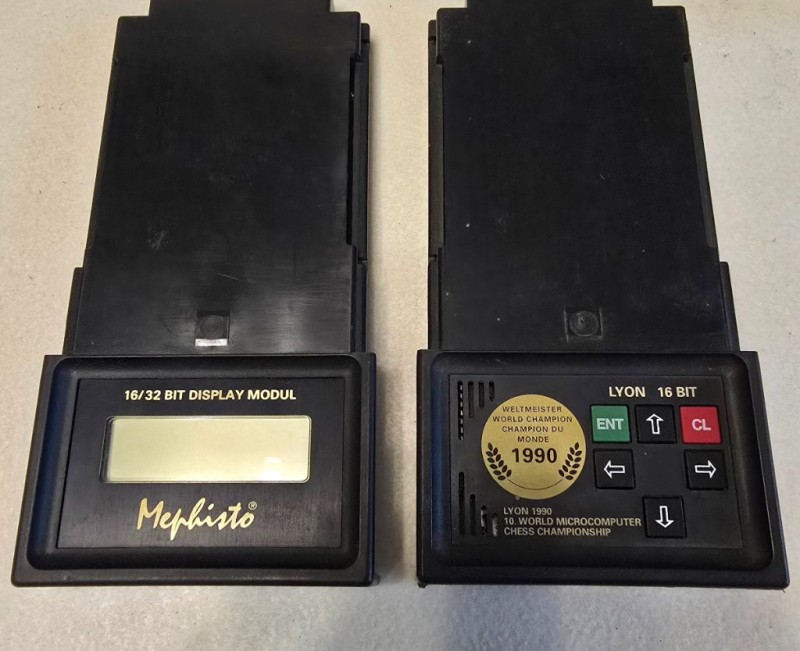 16/32 BIT DISPLAY MODUL
Mephisto®
LYON 16 BIT
WELTMEISTER
WORLD CHAMPION
CHAMPION DU
MONDE
1990
ENT
CL
LYON 1990
10. WORLD MICROCOMPUTER
CHESS CHAMPIONSHIP